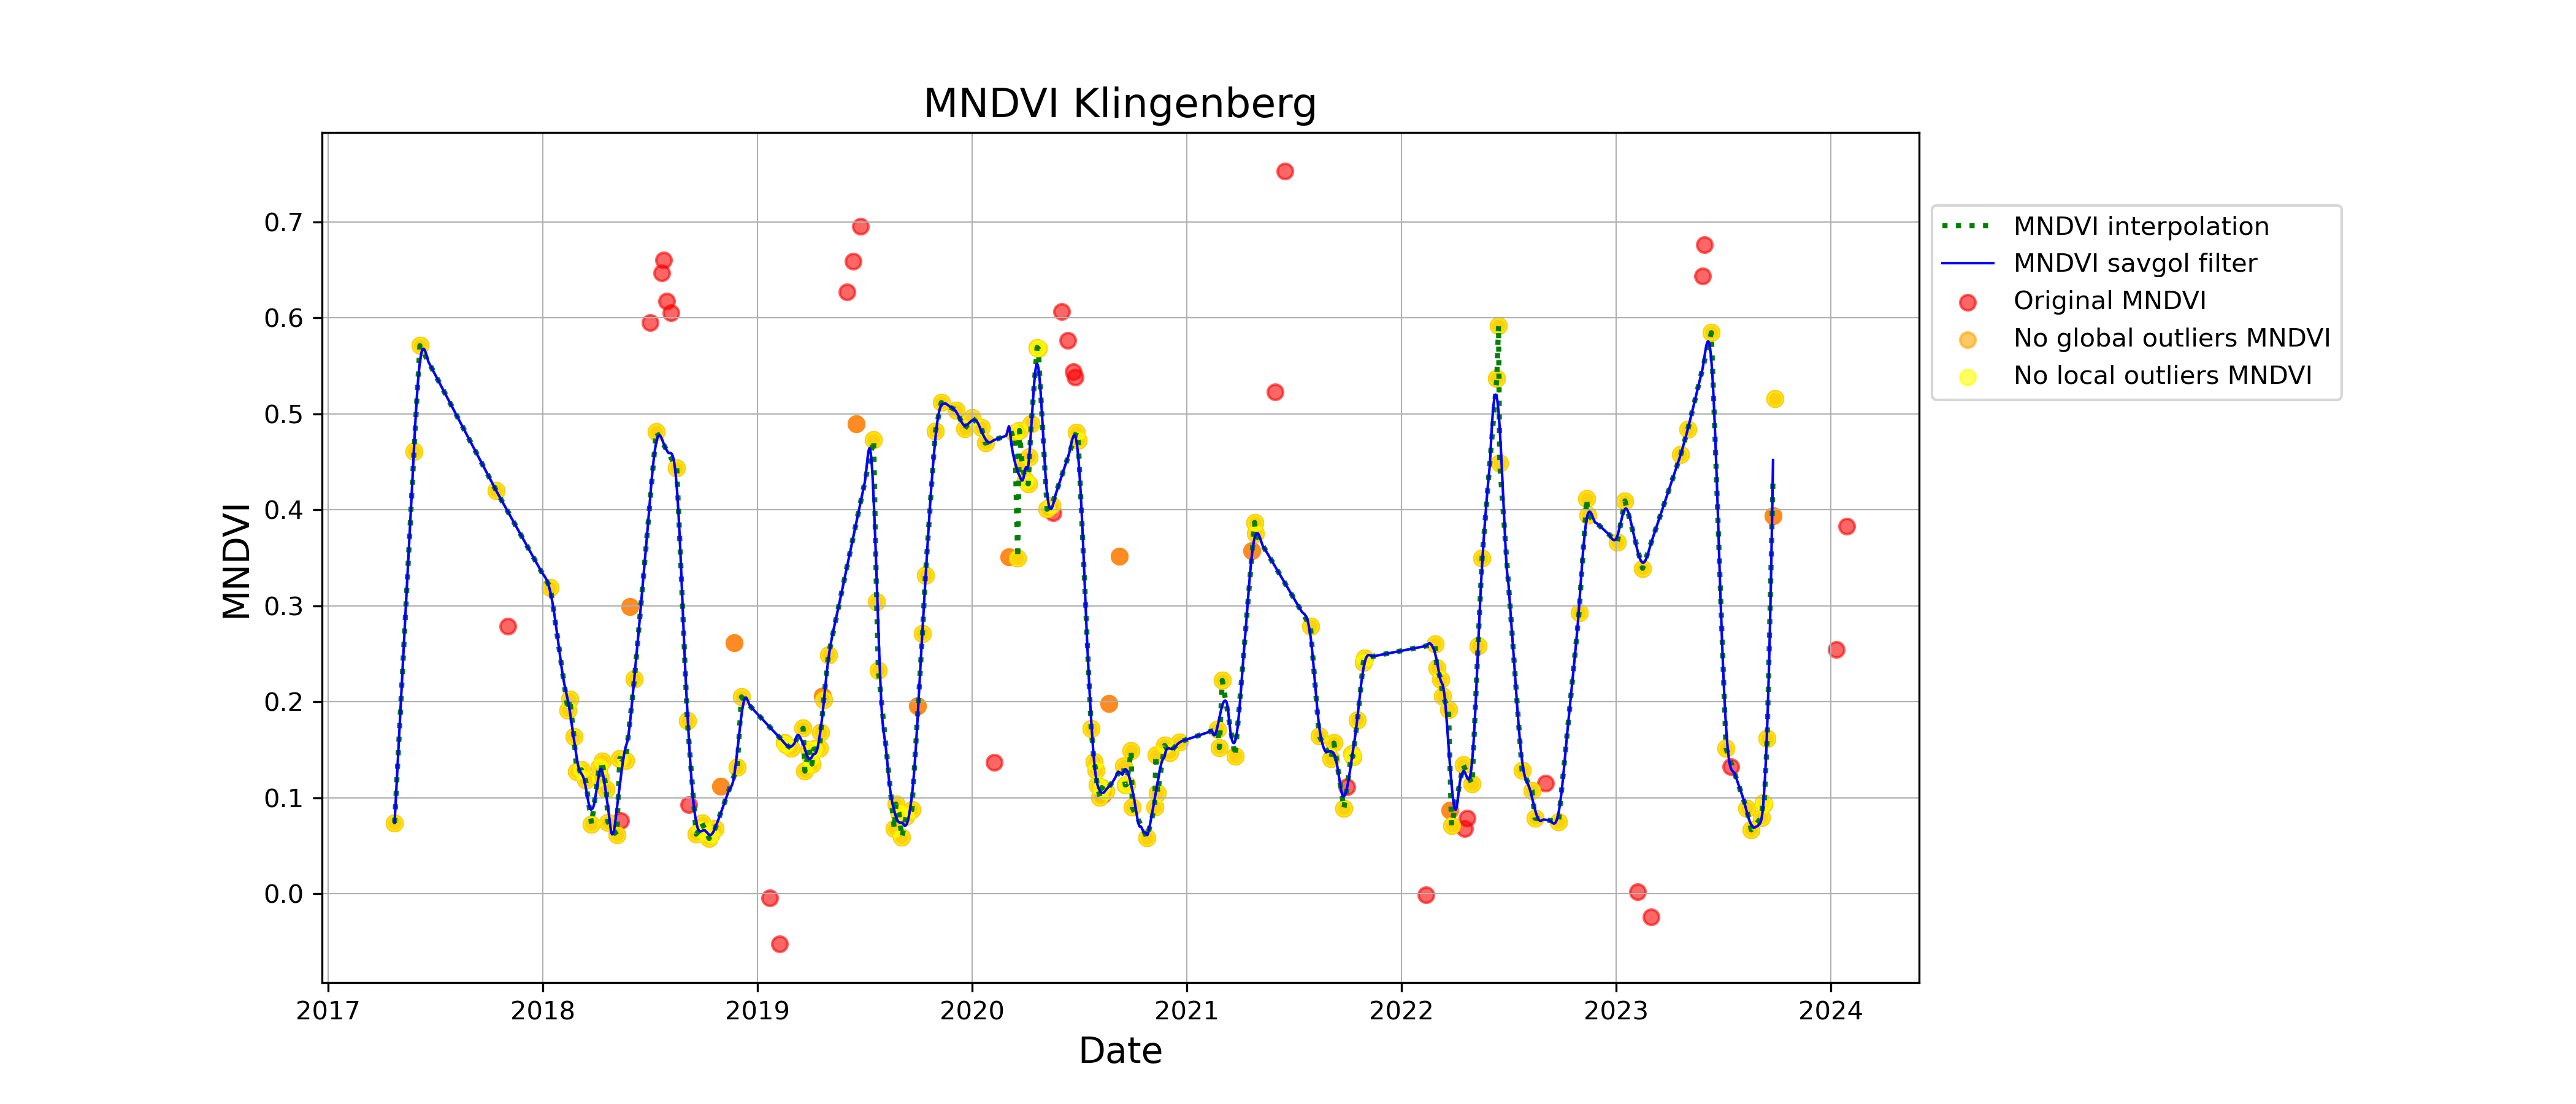 MNDVI Klingenberg
MNDVI
0.7
0.6
0.5
0.4
0.3
0.2
0.1
0.0
2017 2018 2019 2020 2021 2022 2023 2024
Date
MNDVI interpolation
MNDVI savgol filter
Original MNDVI
No global outliers MNDVI
No local outliers MNDVI